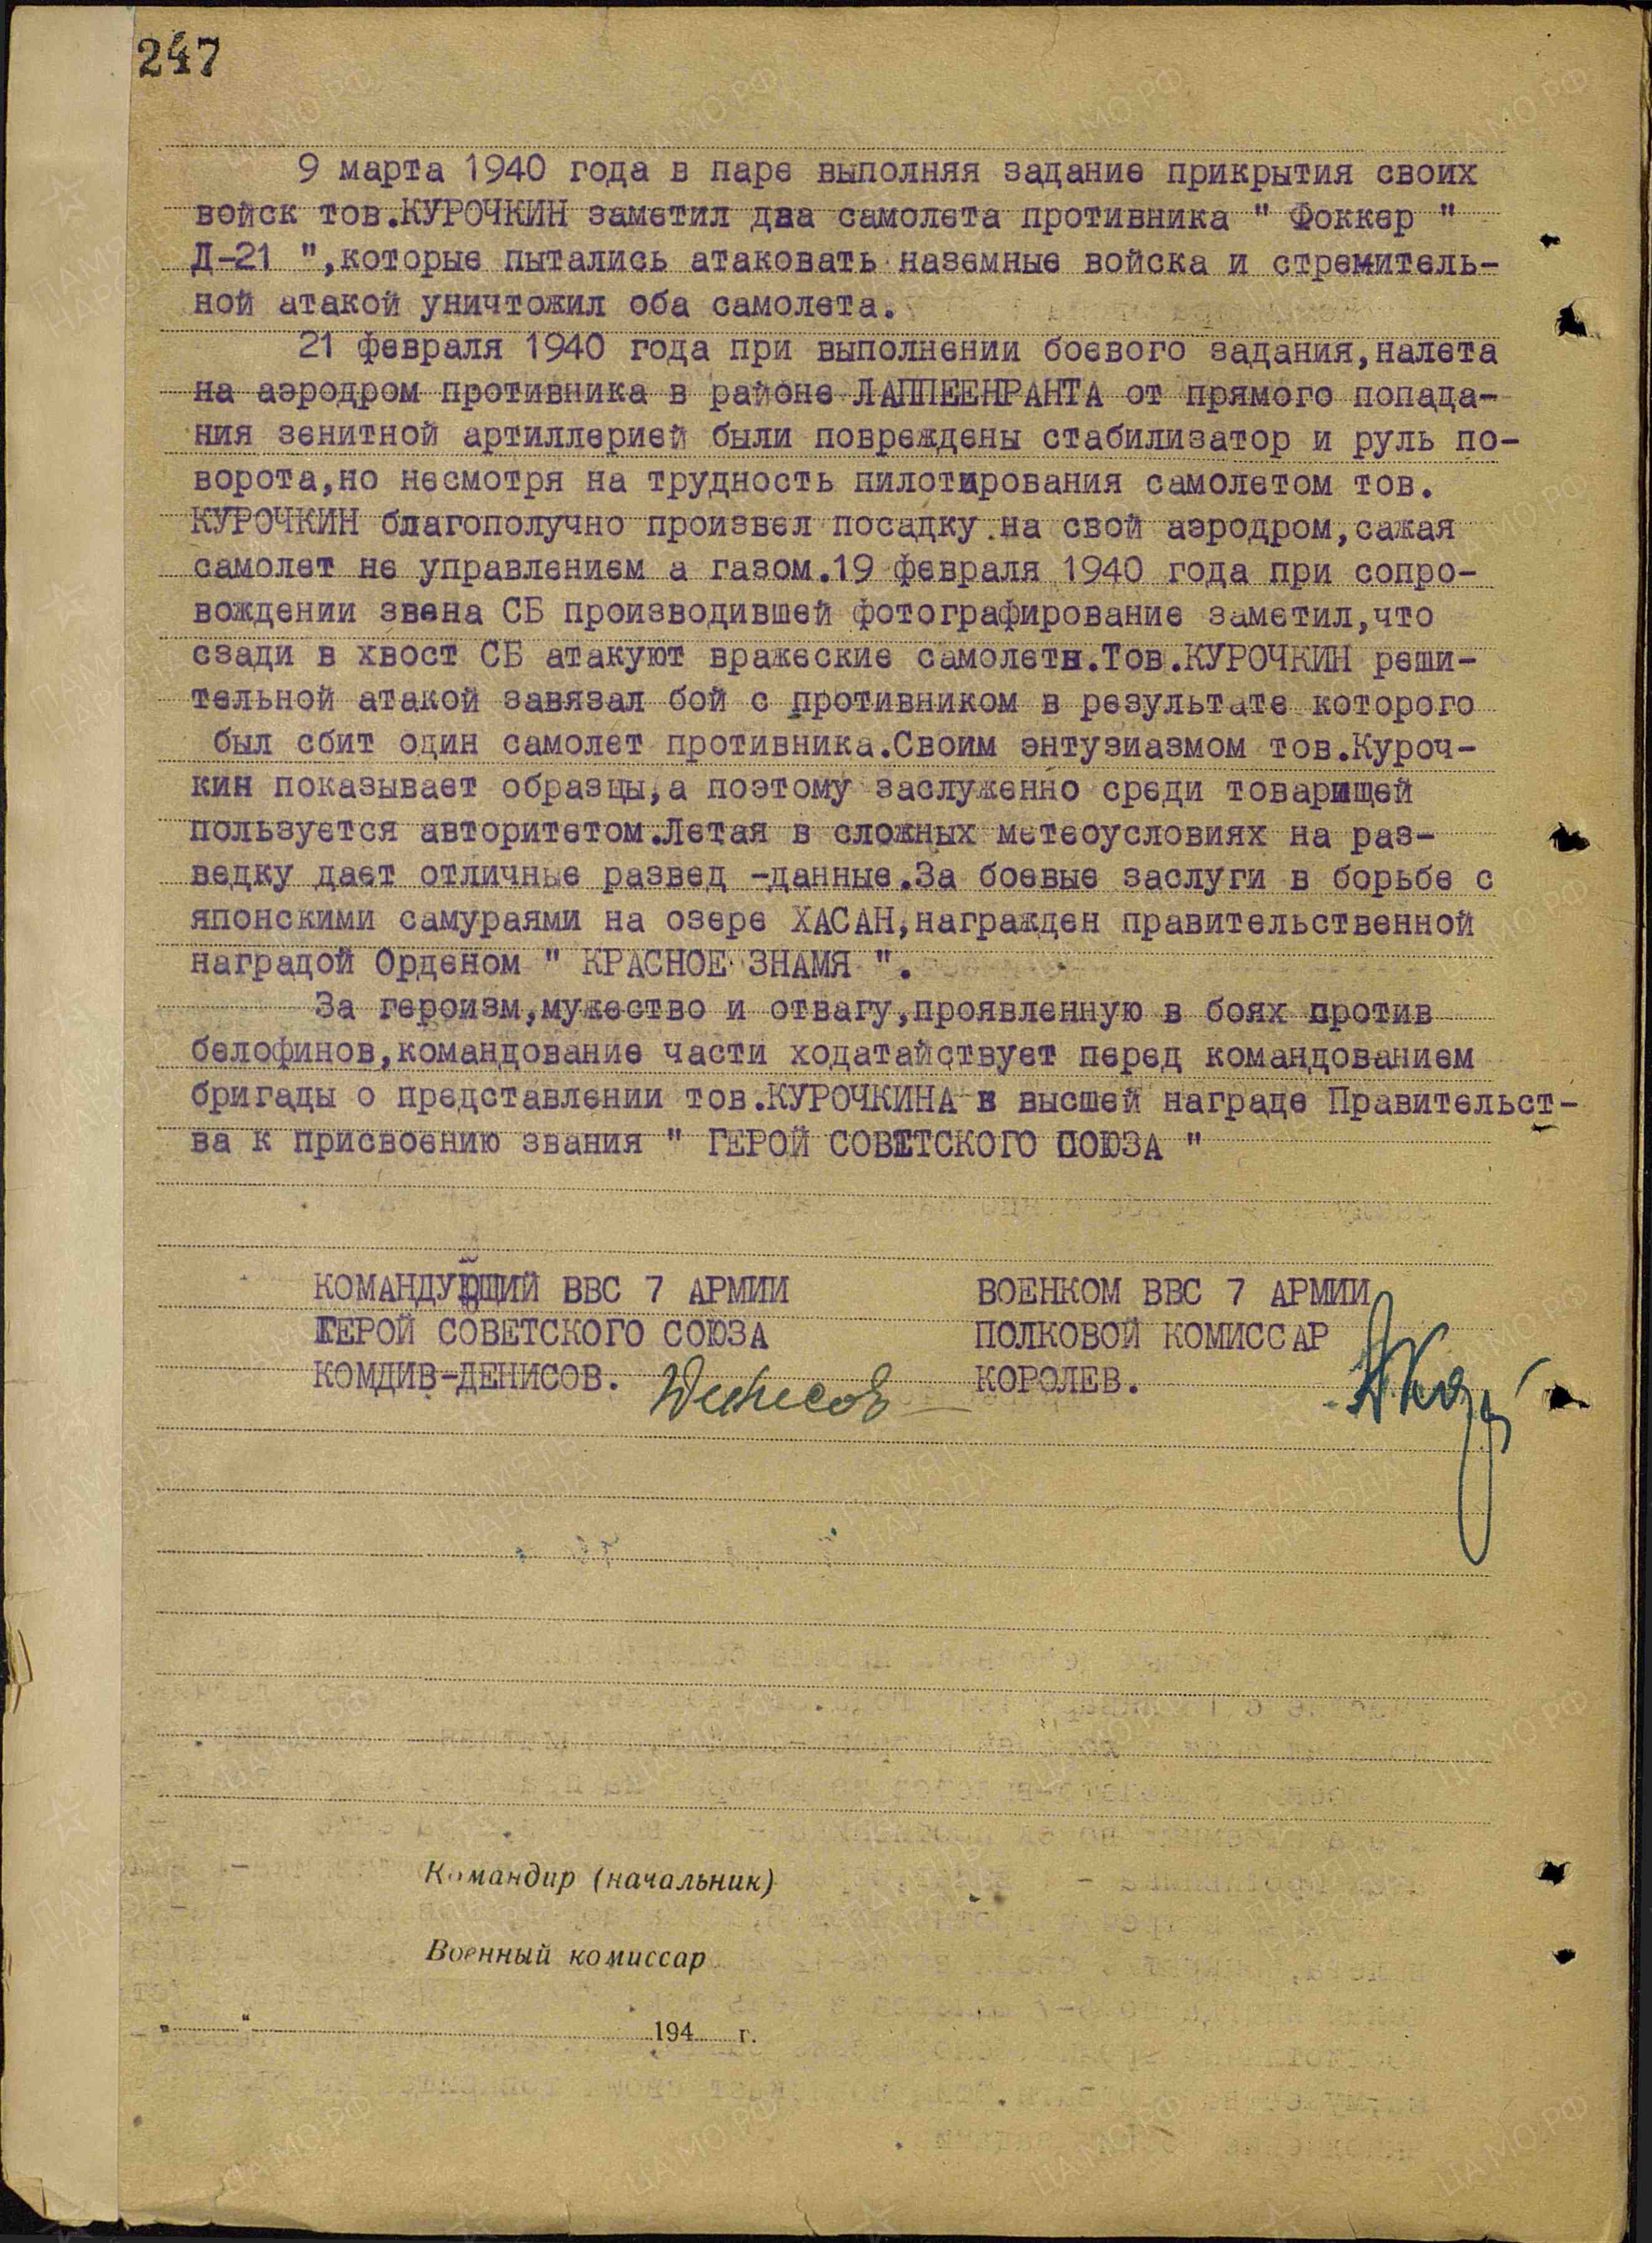 247
9 марта 1940 года в паре выполняя задание прикрытия своих
войск тов.КУРОЧКИН заметил два самолета противника " Фоккер "
Д-21 ",которые пытались атаковать наземные войска и стремитель-
ной атакой уничтожил оба самолета.
21 февраля 1940 года при выполнении боевого задания,налета
на аэродром противника в районе ЛАППЕЕНРАНТА от прямого попада-
ния зенитной артиллерией были повреждены стабилизатор и руль по-
ворота,но несмотря на трудность пилотирования самолетом тов.
КУРОЧКИН благополучно произвел посадку на свой аэродром,сажая
самолет не управлением а газом.19 февраля 1940 года при сопро-
вождении звена СБ производившей фотографирование заметил,что
сзади в хвост СБ атакуют вражеские самолеты.Тов.КУРОЧКИН реши-
тельной атакой завязал бой с противником в результате которого
был сбит один самолет противника.Своим энтузиазмом тов.Куроч-
кин показывает образцы,а поэтому заслуженно среди товарищей
пользуется авторитетом.Летая в сложных метеоусловиях на раз-
ведку дает отличные развед -данные.За боевые заслуги в борьбе с
японскими самураями на озере ХАСАН,награжден правительственной
наградой Орденом " КРАСНОЕ ЗНАМЯ ".
За героизм,мужество и отвагу,проявленную в боях против
белофинов,командование части ходатайствует перед командованием
бригады о представлении тов.КУРОЧКИНА к высшей награде Правительст-
ва к присвоению звания " ГЕРОЙ СОВЕТСКОГО СОЮЗА "
КОМАНДУЮЩИЙ ВВС 7 АРМИИ ВОЕНКОМ ВВС 7 АРМИИ
ГЕРОЙ СОВЕТСКОГО СОЮЗА ПОЛКОВОЙ КОМИССАР
КОМДИВ-ДЕНИСОВ. Денисов КОРОЛЕВ.
Командир (начальник)
Военный комиссар
" " 194 г.